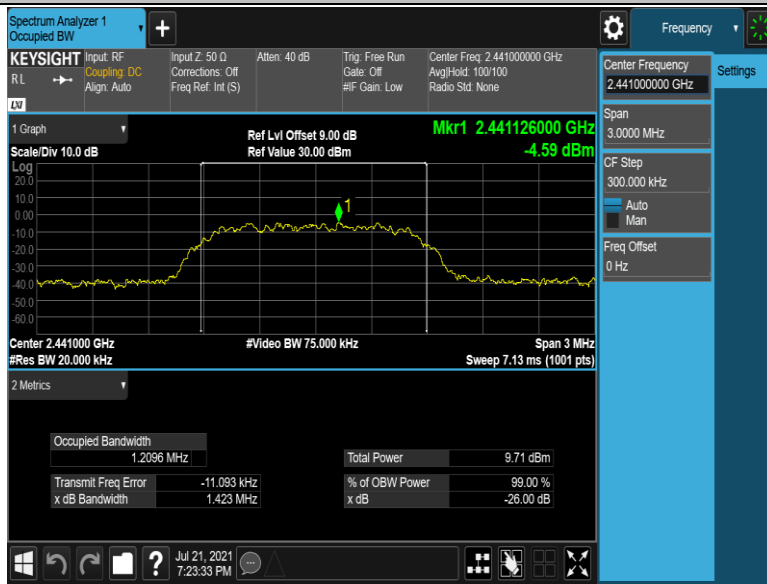 Spectrum Analyzer 1
Occupied BW
Frequency
KEYSIGHT
RL
LXI
Input: RF
Coupling: DC
Align: Auto
Input Z: 50 Ω
Corrections: Off
Freq Ref: Int (S)
Atten: 40 dB
Trig: Free Run
Gate: Off
#IF Gain: Low
Center Freq: 2.441000000 GHz
Avg|Hold: 100/100
Radio Std: None
Center Frequency
2.441000000 GHz
Settings
Span
3.0000 MHz
CF Step
300.000 kHz
Auto
Man
Freq Offset
0 Hz
1 Graph
Scale/Div 10.0 dB
Ref Lvl Offset 9.00 dB
Ref Value 30.00 dBm
Mkr1 2.441126000 GHz
-4.59 dBm
Log
20.0
10.0
0.00
-10.0
-20.0
-30.0
-40.0
-50.0
-60.0
1
Center 2.441000 GHz
#Video BW 75.000 kHz
Span 3 MHz
#Res BW 20.000 kHz
Sweep 7.13 ms (1001 pts)
2 Metrics
Occupied Bandwidth
1.2096 MHz
Total Power 9.71 dBm
Transmit Freq Error -11.093 kHz
% of OBW Power 99.00 %
x dB Bandwidth 1.423 MHz
x dB -26.00 dB
?
Jul 21, 2021
7:23:33 PM